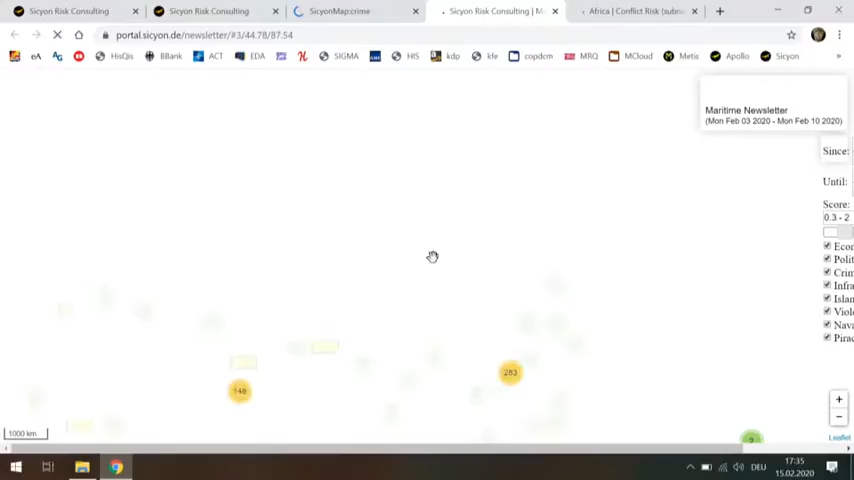 Sicyon Risk Consulting
Sicyon Risk Consulting
SicyonMap:crime
Sicyon Risk Consulting | M
Africa | Conflict Risk (subn
portal.sicyon.de/newsletter/#3/44.78/87.54
HisQis
BBank
ACT
EDA
SIGMA
HIS
kdp
kfe
copdcm
MRQ
MCloud
Metis
Apollo
Sicyon
»
Maritime Newsletter
(Mon Feb 03 2020 - Mon Feb 10 2020)
Since:
Until:
Score:
0.3 - 2
Econ
Polit
Crim
Infra
Islan
Viole
Nava
Pirac
283
148
+
−
1000 km
Leaflet
DEU
17:35
15.02.2020